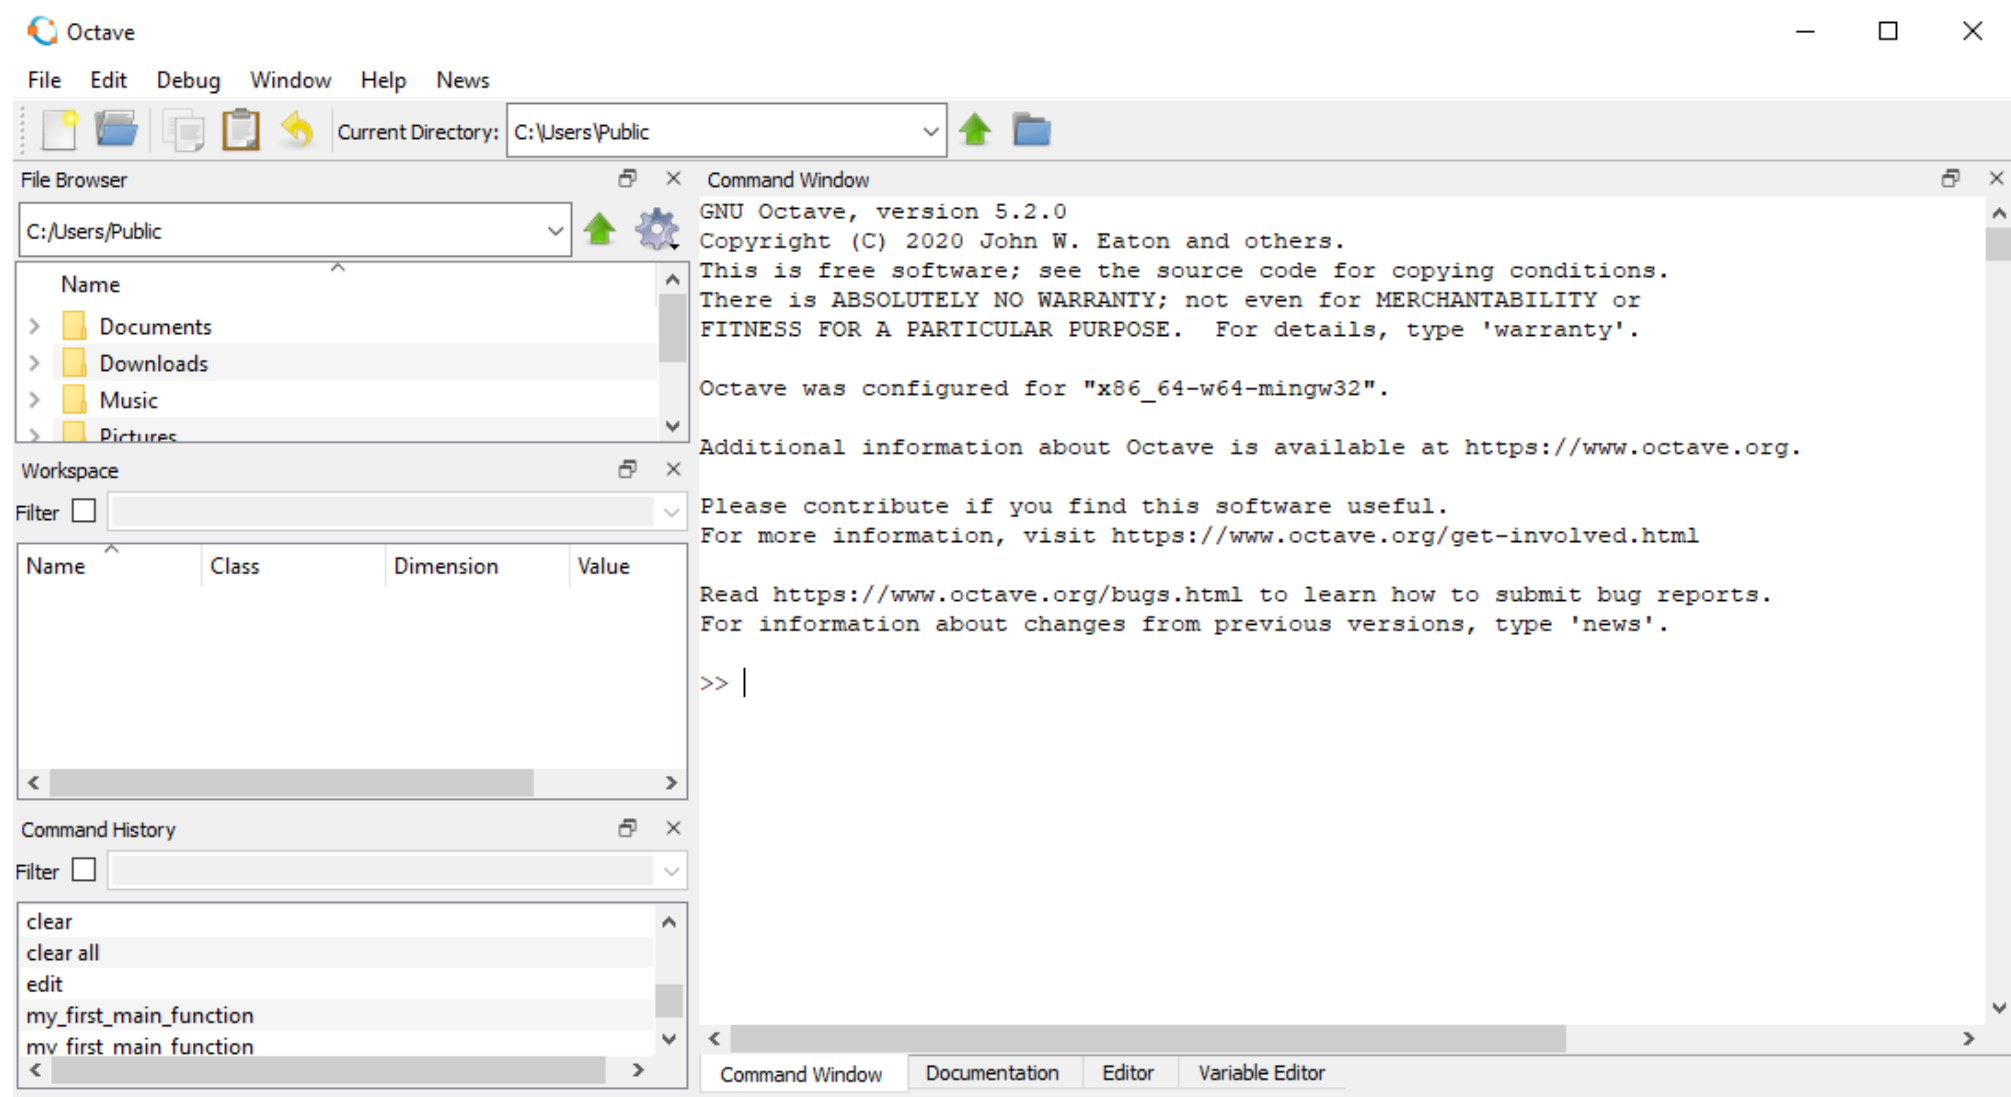 Octave
File Edit Debug Window Help News
Current Directory: C:\Users\Public
File Browser
C:/Users/Public
Name
Documents
Downloads
Music
Pictures
Workspace
Filter
Name Class Dimension Value
Command History
Filter
clear
clear all
edit
my_first_main_function
my_first_main_function
Command Window
GNU Octave, version 5.2.0
Copyright (C) 2020 John W. Eaton and others.
This is free software; see the source code for copying conditions.
There is ABSOLUTELY NO WARRANTY; not even for MERCHANTABILITY or
FITNESS FOR A PARTICULAR PURPOSE.  For details, type 'warranty'.
Octave was configured for "x86_64-w64-mingw32".
Additional information about Octave is available at https://www.octave.org.
Please contribute if you find this software useful.
For more information, visit https://www.octave.org/get-involved.html
Read https://www.octave.org/bugs.html to learn how to submit bug reports.
For information about changes from previous versions, type 'news'.
>>
Command Window Documentation Editor Variable Editor